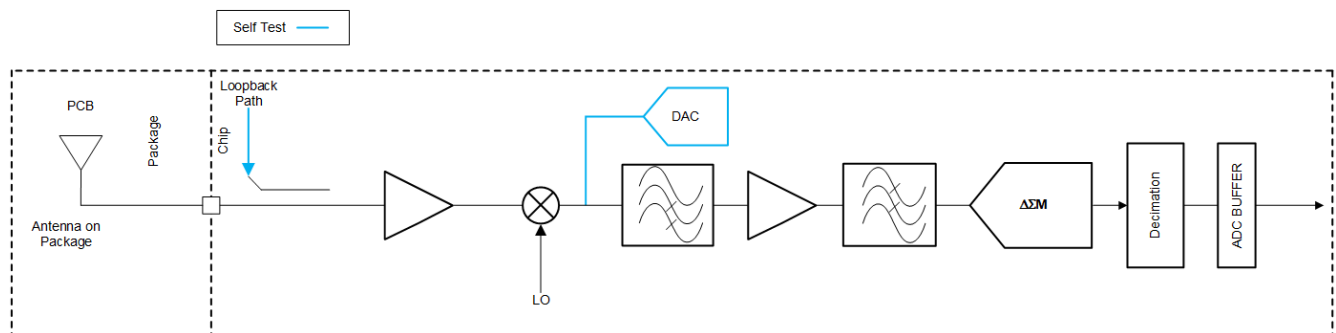 Self Test
Loopback
Path
PCB
Package
Chip
DAC
Antenna on
Package
LO
ΔΣM
Decimation
ADC BUFFER